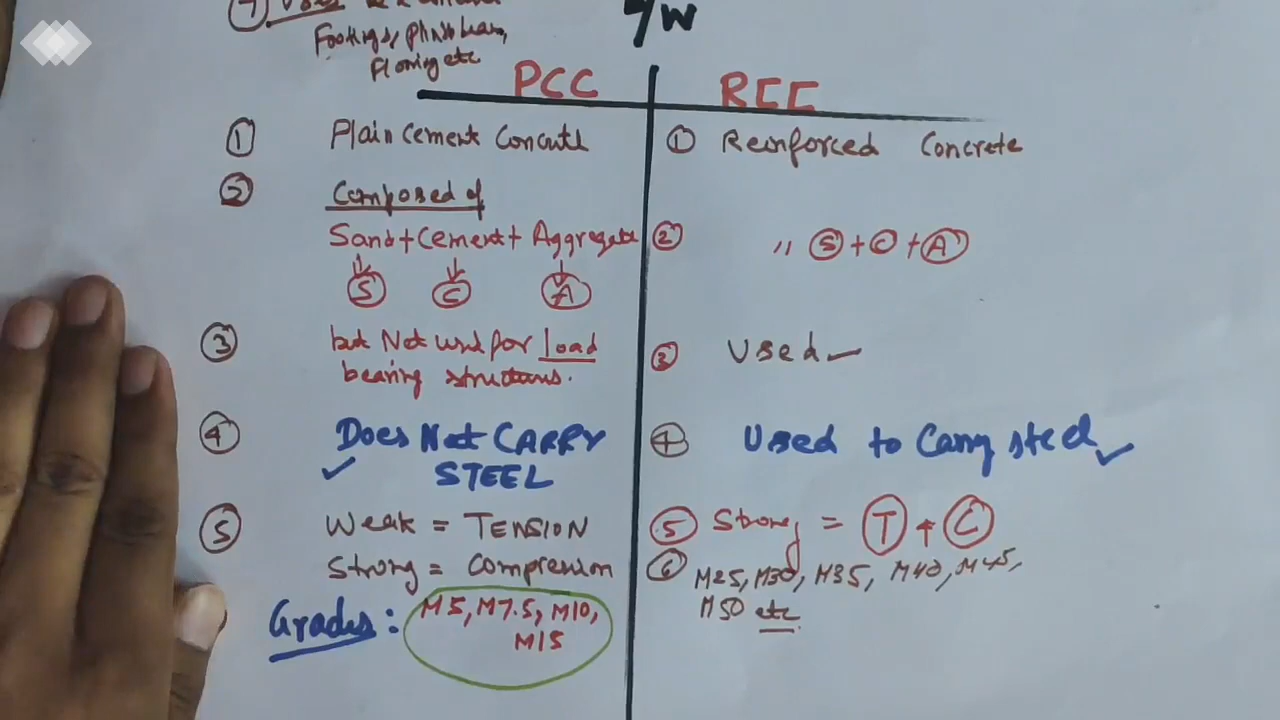 Footings, plinth beam,
Flooring etc
PCC
RCC
1 Plain Cement Concrete
1 Reinforced Concrete
2 Composed of
Sand + Cement + Aggregate
S C A
2 " S + C + A
3 but Not used for load
bearing structures.
3 Used ✓
4 Does Not CARRY
✓ STEEL
4 Used to Carry steel ✓
5 Weak = TENSION
Strong = Compression
5 Strong = T + C
Grades : M5, M7.5, M10,
M15
6 M25, M30, M35, M40, M45,
M50 etc